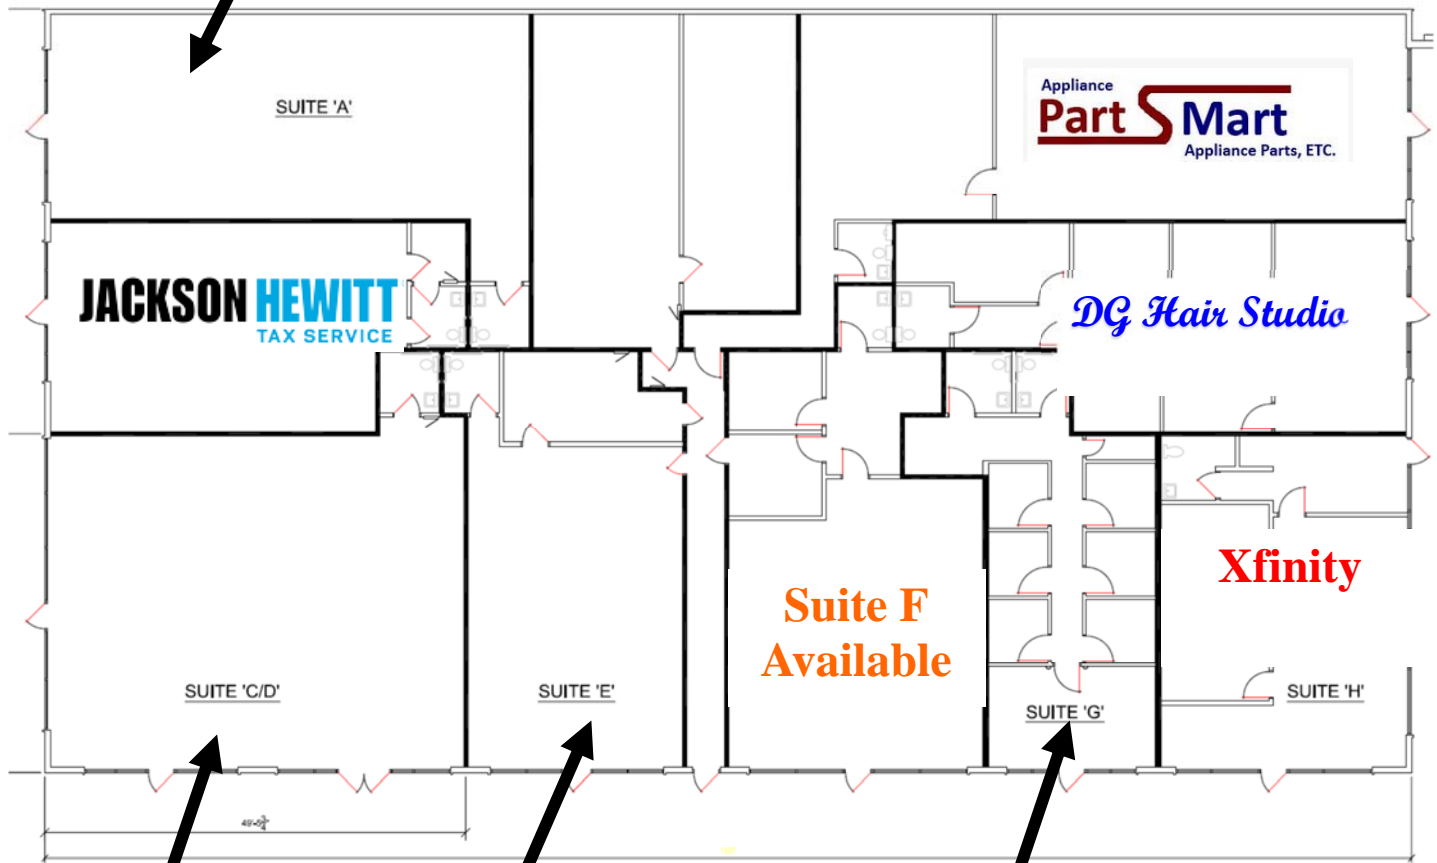 SUITE 'A'
Appliance
Part S Mart
Appliance Parts, ETC.
JACKSON HEWITT
TAX SERVICE
DG Hair Studio
Xfinity
Suite F
Available
SUITE 'C/D'
SUITE 'E'
SUITE 'G'
SUITE 'H'